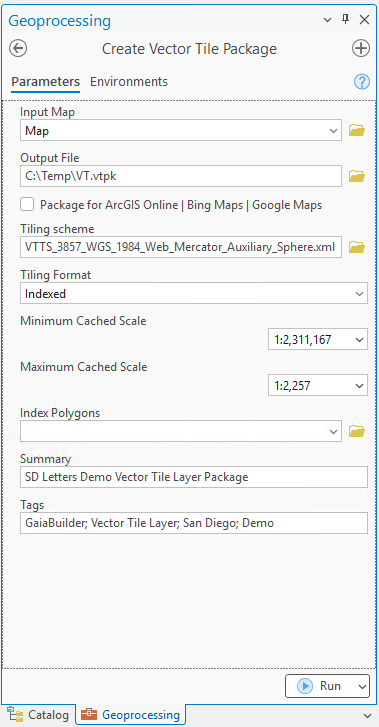 Geoprocessing
Create Vector Tile Package
Parameters Environments
Input Map
Map
Output File
C:\Temp\VT.vtpk
Package for ArcGIS Online | Bing Maps | Google Maps
Tiling scheme
VTTS_3857_WGS_1984_Web_Mercator_Auxiliary_Sphere.xml
Tiling Format
Indexed
Minimum Cached Scale
1:2,311,167
Maximum Cached Scale
1:2,257
Index Polygons
Summary
SD Letters Demo Vector Tile Layer Package
Tags
GaiaBuilder; Vector Tile Layer; San Diego; Demo
Run
Catalog Geoprocessing